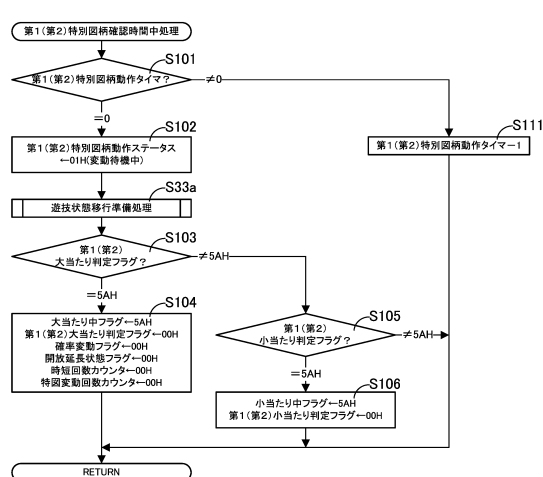 第1(第2)特別図柄確認時間中処理
S101
第1(第2)特別図柄動作タイマ?
≠0
=0
S102
第1(第2)特別図柄動作ステータス
←01H(変動待機中)
S111
第1(第2)特別図柄動作タイマー1
S33a
遊技状態移行準備処理
S103
第1(第2)
大当たり判定フラグ?
≠5AH
=5AH
S104
大当たり中フラグ←5AH
第1(第2)大当たり判定フラグ←00H
確率変動フラグ←00H
開放延長状態フラグ←00H
時短回数カウンタ←00H
特図変動回数カウンタ←00H
S105
第1(第2)
小当たり判定フラグ?
≠5AH
=5AH
S106
小当たり中フラグ←5AH
第1(第2)小当たり判定フラグ←00H
RETURN